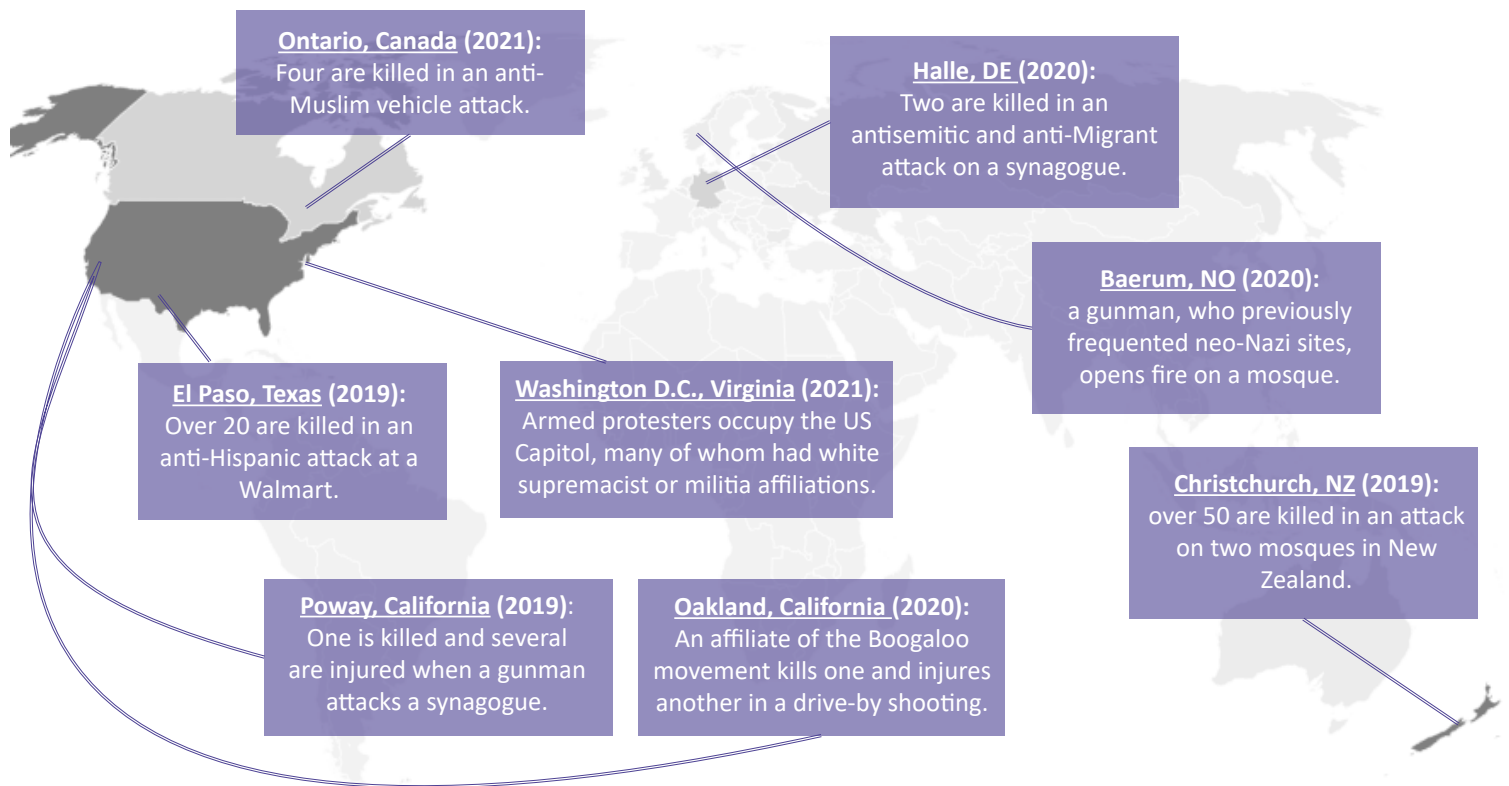 Ontario, Canada (2021):
Four are killed in an anti-
Muslim vehicle attack.
Halle, DE (2020):
Two are killed in an
antisemitic and anti-Migrant
attack on a synagogue.
Baerum, NO (2020):
a gunman, who previously
frequented neo-Nazi sites,
opens fire on a mosque.
El Paso, Texas (2019):
Over 20 are killed in an
anti-Hispanic attack at a
Walmart.
Washington D.C., Virginia (2021):
Armed protesters occupy the US
Capitol, many of whom had white
supremacist or militia affiliations.
Christchurch, NZ (2019):
over 50 are killed in an attack
on two mosques in New
Zealand.
Poway, California (2019):
One is killed and several
are injured when a gunman
attacks a synagogue.
Oakland, California (2020):
An affiliate of the Boogaloo
movement kills one and injures
another in a drive-by shooting.